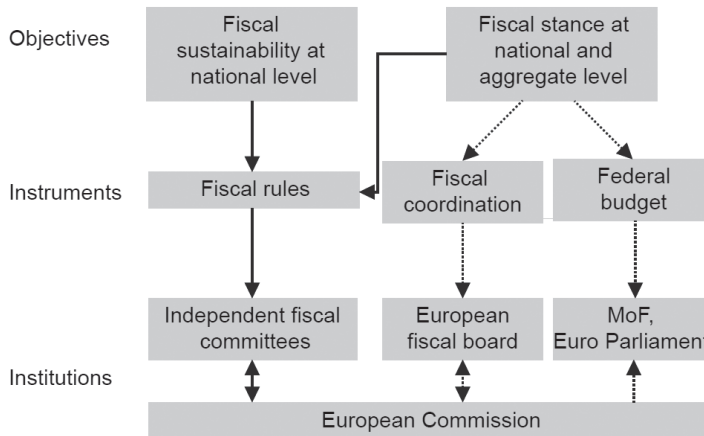 Objectives
Fiscal
sustainability at
national level
Fiscal stance at
national and
aggregate level
Instruments
Fiscal rules
Fiscal
coordination
Federal
budget
Independent fiscal
committees
European
fiscal board
MoF,
Euro Parliament
Institutions
European Commission